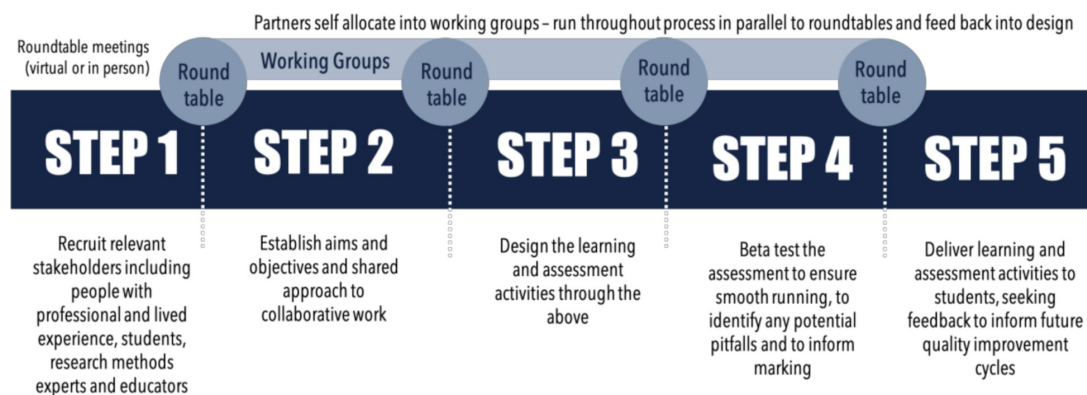 Partners self allocate into working groups – run throughout process in parallel to roundtables and feed back into design
Roundtable meetings
(virtual or in person)
Round
table
Working Groups
Round
table
Round
table
Round
table
STEP 1
STEP 2
STEP 3
STEP 4
STEP 5
Recruit relevant
stakeholders including
people with
professional and lived
experience, students,
research methods
experts and educators
Establish aims and
objectives and shared
approach to
collaborative work
Design the learning
and assessment
activities through the
above
Beta test the
assessment to ensure
smooth running, to
identify any potential
pitfalls and to inform
marking
Deliver learning and
assessment activities to
students, seeking
feedback to inform future
quality improvement
cycles